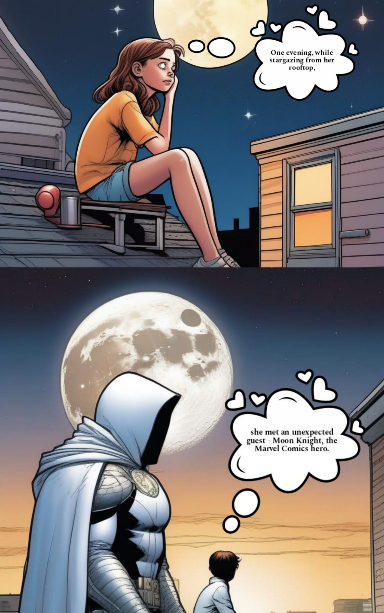 One evening, while
stargazing from her
rooftop,
she met an unexpected
guest - Moon Knight, the
Marvel Comics hero.